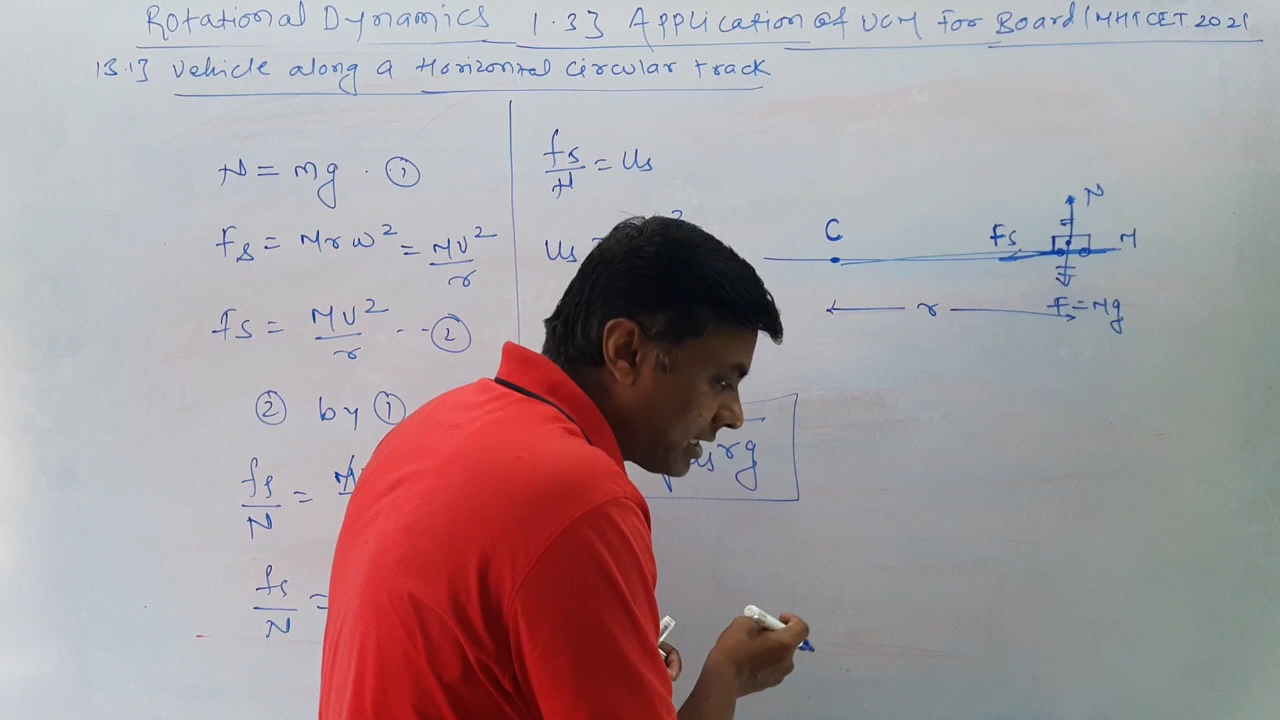 Rotational Dynamics 1.3] Application of UCM For Board/MHTCET 2021
13.1] Vehicle along a Horizontal Circular track
N = mg . ①
Fs = Mrω² = MV²/r
fs = MV²/r -- ②
② by ①
fs/N = M
fs/N =
fs/N = Us
Us = 2
usrg
C
Fs
N
M
r
F=Mg